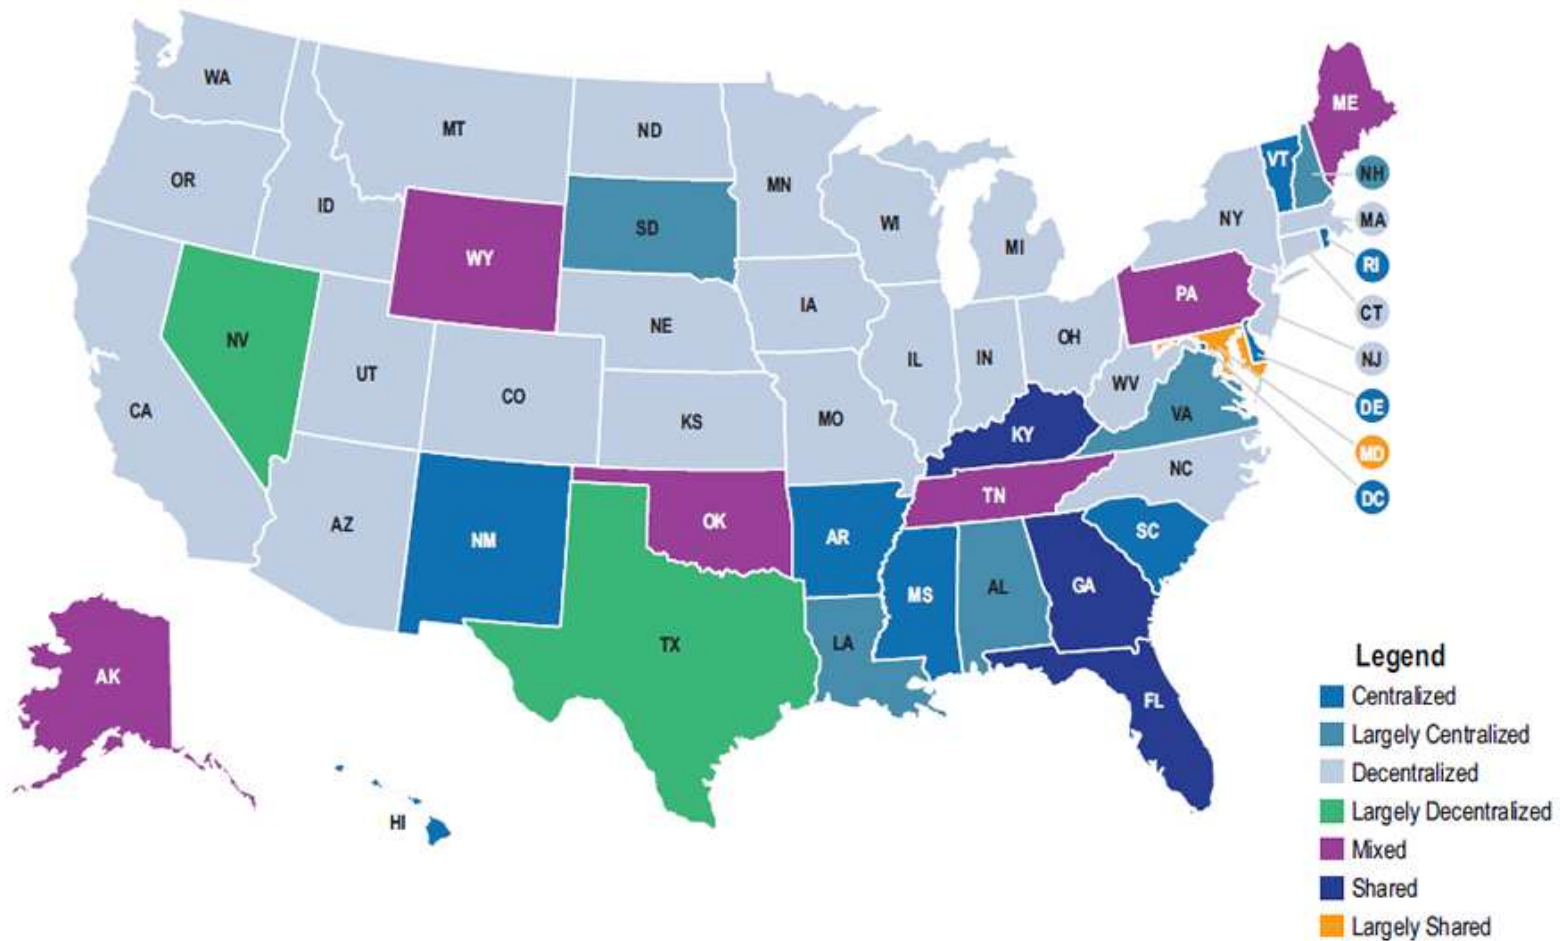 WA
ME
MT
ND
VT
NH
OR
MN
ID
NY
MA
WI
SD
MI
RI
WY
PA
CT
IA
NE
OH
NV
IL
IN
NJ
UT
WV
CO
DE
CA
KS
MO
VA
KY
MD
NC
TN
DC
AZ
OK
SC
NM
AR
GA
AL
MS
TX
LA
AK
FL
HI
Legend
Centralized
Largely Centralized
Decentralized
Largely Decentralized
Mixed
Shared
Largely Shared